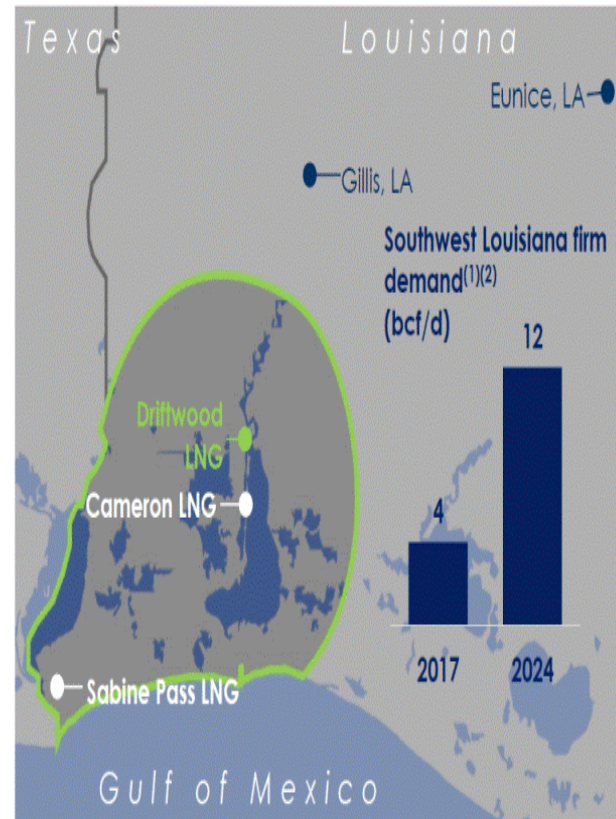 Texas
Louisiana
Eunice, LA
Gillis, LA
Southwest Louisiana firm
demand(1)(2)
(bcf/d)
12
Driftwood
LNG
Cameron LNG
4
2017
2024
Sabine Pass LNG
Gulf of Mexico